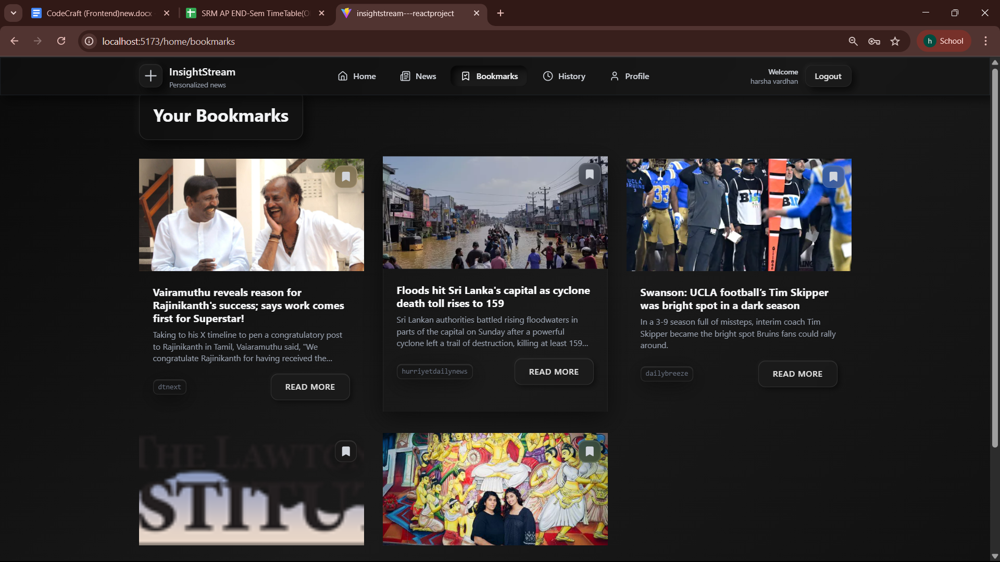 CodeCraft (Frontend)new.docx
SRM AP END-Sem TimeTable(O
insightstream---reactproject
localhost:5173/home/bookmarks
h School
InsightStream
Personalized news
Home
News
Bookmarks
History
Profile
Welcome
harsha vardhan
Logout
Your Bookmarks
UCLA
BRUINS
33
B1G
B1G
Gilman
Vairamuthu reveals reason for
Rajinikanth's success; says work comes
first for Superstar!
Taking to his X timeline to pen a congratulatory post
to Rajinikanth in Tamil, Vaiaramuthu said, "We
congratulate Rajinikanth for having received the...
dtnext
READ MORE
Floods hit Sri Lanka's capital as cyclone
death toll rises to 159
Sri Lankan authorities battled rising floodwaters in
parts of the capital on Sunday after a powerful
cyclone left a trail of destruction, killing at least 159...
hurriyetdailynews
READ MORE
Swanson: UCLA football’s Tim Skipper
was bright spot in a dark season
In a 3-9 season full of missteps, interim coach Tim
Skipper became the bright spot Bruins fans could rally
around.
dailybreeze
READ MORE
THE LAWTO
STITU